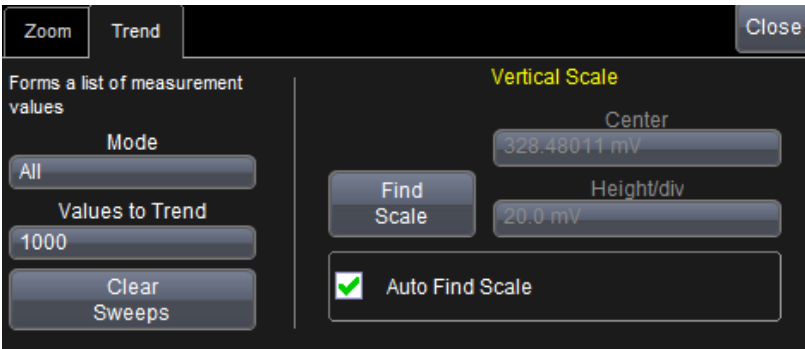 Zoom
Trend
Close
Forms a list of measurement
values
Mode
All
Values to Trend
1000
Clear
Sweeps
Vertical Scale
Center
328.48011 mV
Find
Scale
Height/div
20.0 mV
Auto Find Scale